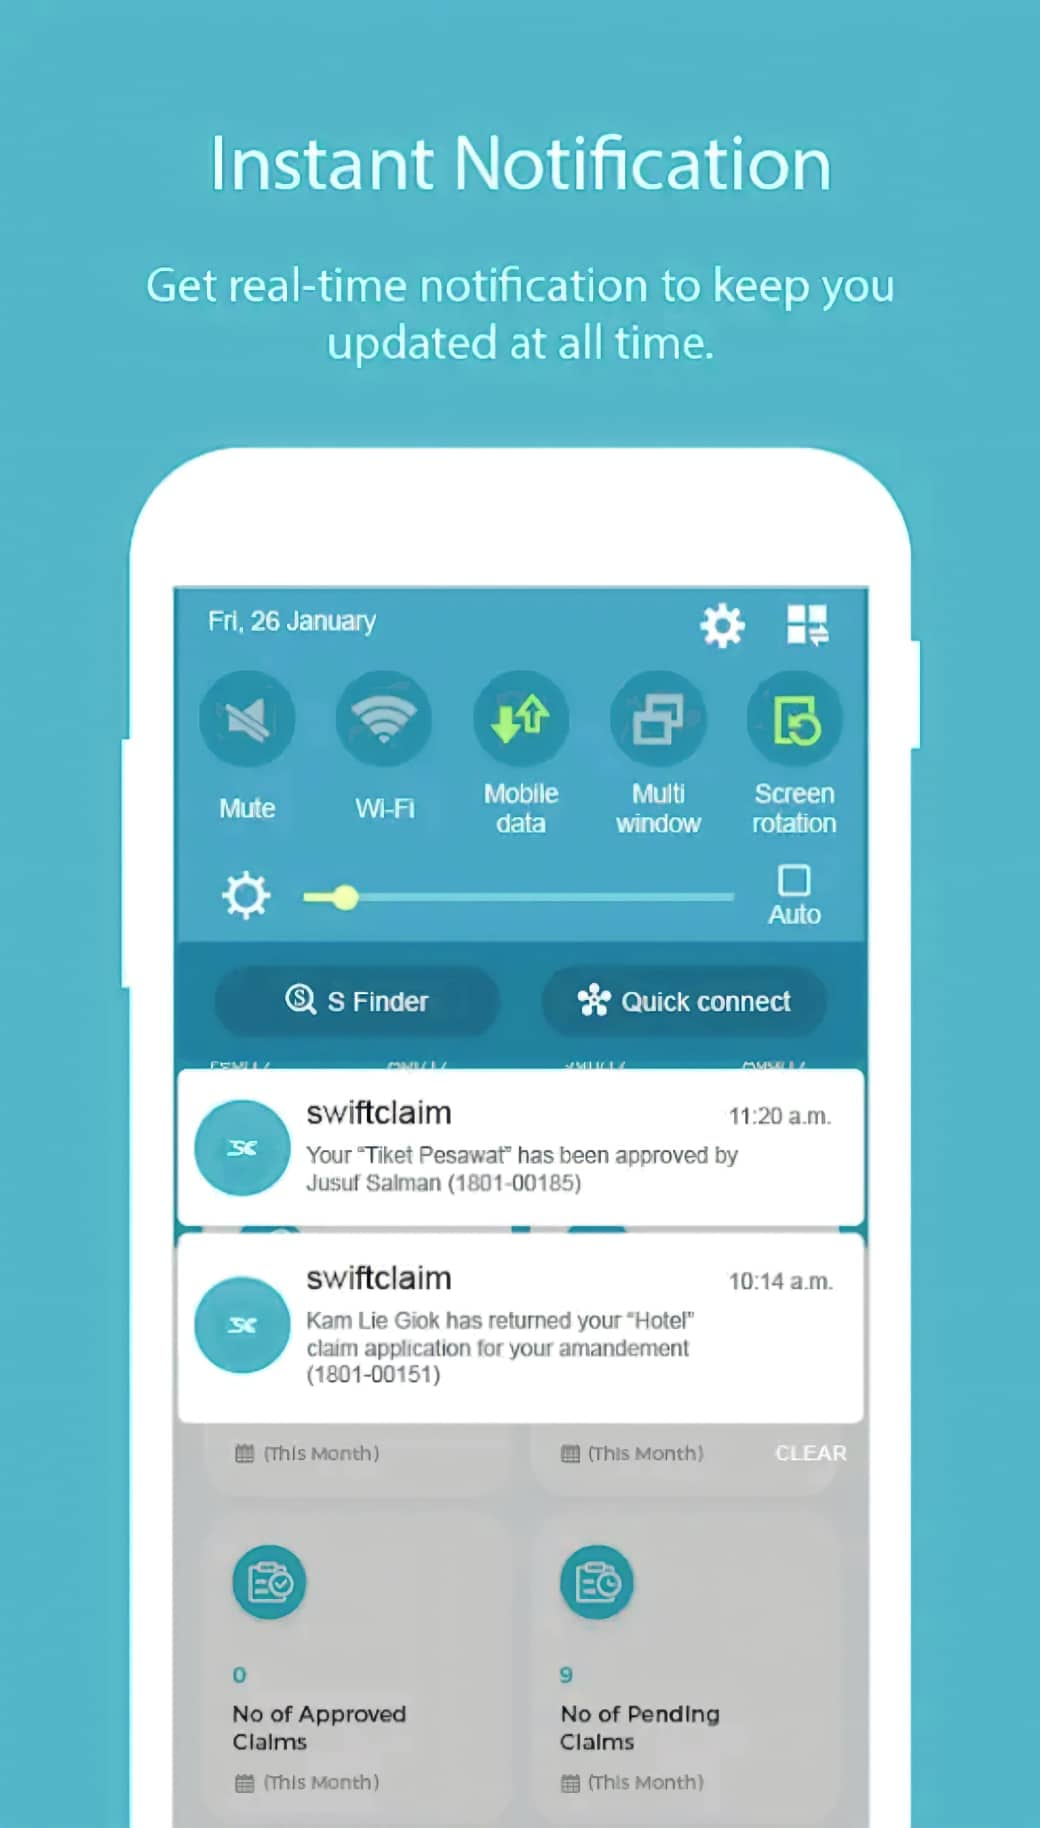 Instant Notification
Get real-time notification to keep you
updated at all time.
Fri, 26 January
Mute
Wi-Fi
Mobile
data
Multi
window
Screen
rotation
Auto
S Finder
Quick connect
swiftclaim
11:20 a.m.
Your “Tiket Pesawat” has been approved by
Jusuf Salman (1801-00185)
swiftclaim
10:14 a.m.
Kam Lie Giok has returned your “Hotel”
claim application for your amandement
(1801-00151)
(This Month)
(This Month)
CLEAR
0
No of Approved
Claims
(This Month)
9
No of Pending
Claims
(This Month)